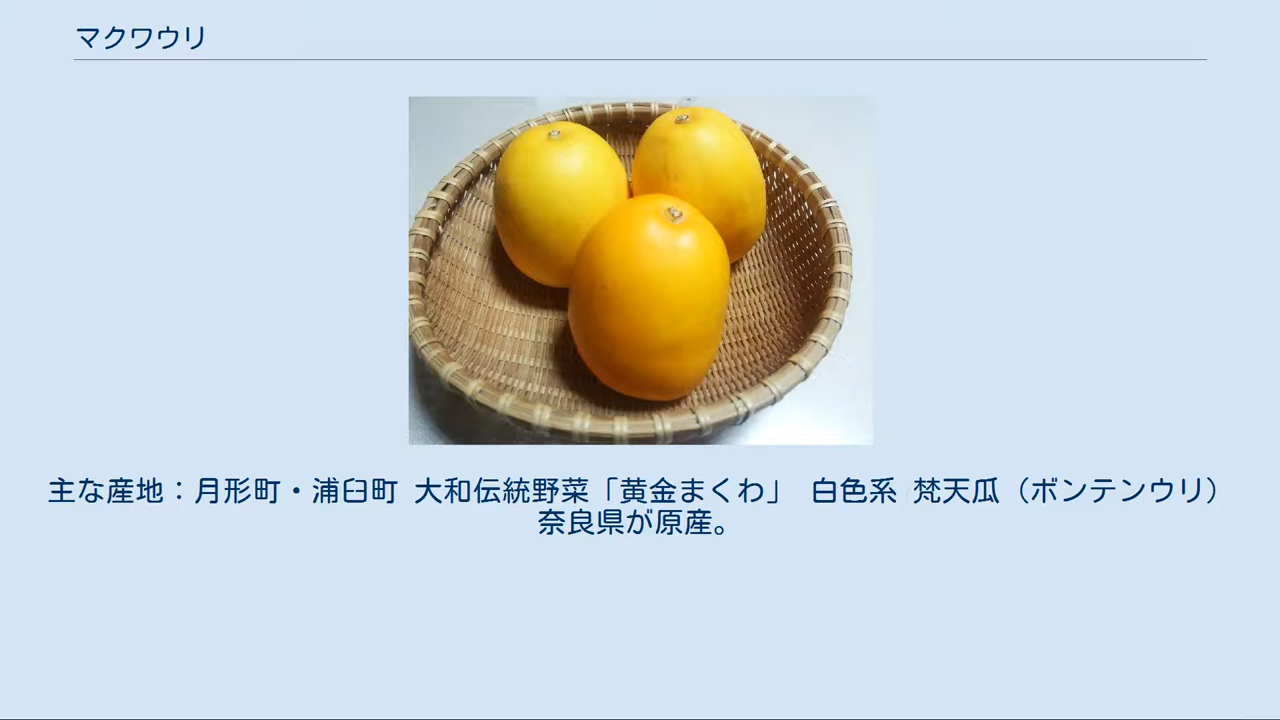 マクワウリ
主な産地：月形町・浦臼町 大和伝統野菜「黄金まくわ」 白色系 梵天瓜（ボンテンウリ）
奈良県が原産。